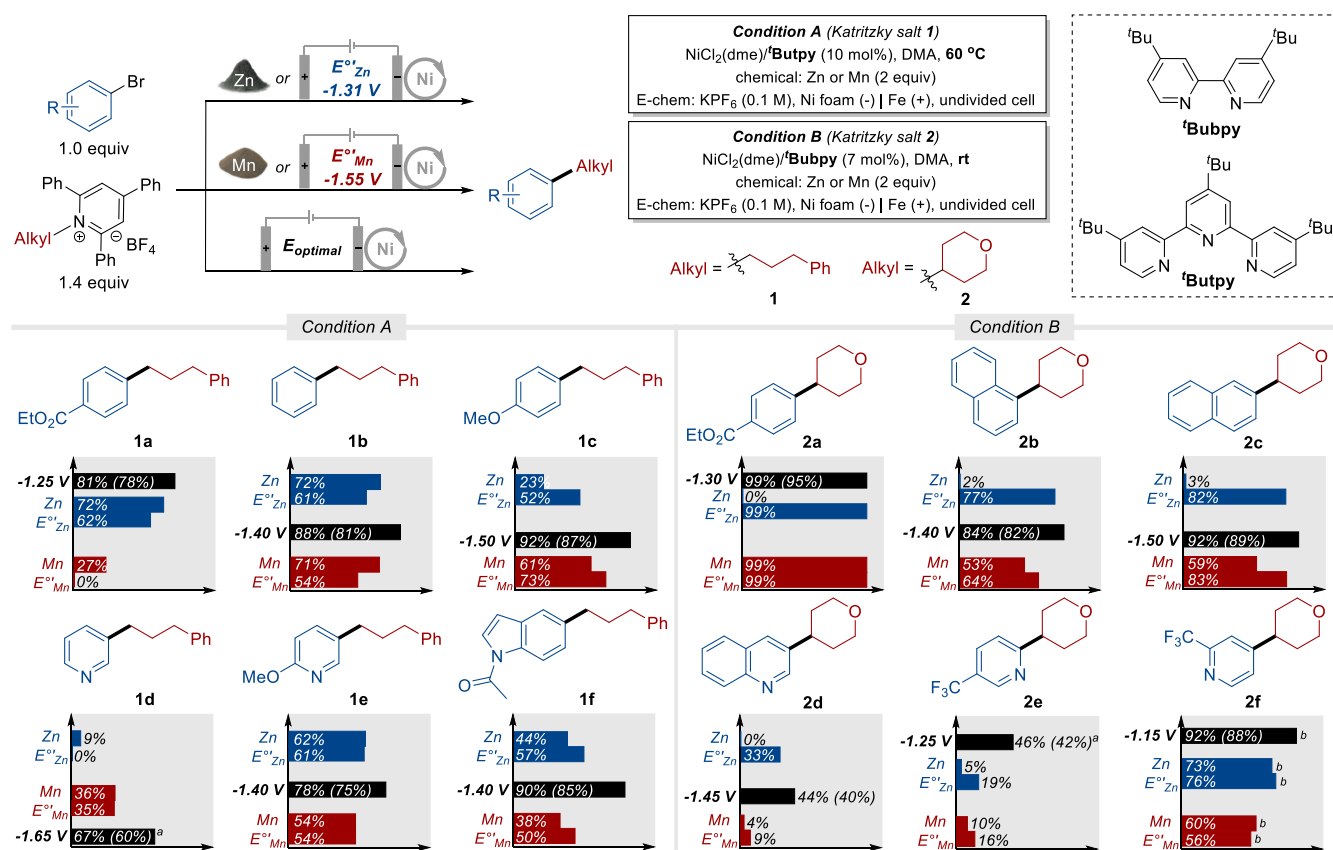 R
Br
1.0 equiv
Ph
Ph
N
+
−
BF4
Alkyl
Ph
1.4 equiv
Zn
or
+
E°'Zn
-1.31 V
−
Ni
Mn
or
+
E°'Mn
-1.55 V
−
Ni
+
Eoptimal
−
Ni
R
Alkyl
Condition A (Katritzky salt 1)
NiCl2(dme)/tButpy (10 mol%), DMA, 60 °C
chemical: Zn or Mn (2 equiv)
E-chem: KPF6 (0.1 M), Ni foam (-) | Fe (+), undivided cell
Condition B (Katritzky salt 2)
NiCl2(dme)/tBubpy (7 mol%), DMA, rt
chemical: Zn or Mn (2 equiv)
E-chem: KPF6 (0.1 M), Ni foam (-) | Fe (+), undivided cell
Alkyl =
Ph
1
Alkyl =
O
2
tBu
tBu
N
N
tBubpy
tBu
tBu
tBu
N
N
N
tButpy
Condition A
Condition B
EtO2C
Ph
1a
-1.25 V 81% (78%)
Zn 72%
E°'Zn 62%
Mn 27%
E°'Mn 0%
Ph
1b
Zn 72%
E°'Zn 61%
-1.40 V 88% (81%)
Mn 71%
E°'Mn 54%
MeO
Ph
1c
Zn 23%
E°'Zn 52%
-1.50 V 92% (87%)
Mn 61%
E°'Mn 73%
EtO2C
O
2a
-1.30 V 99% (95%)
Zn 0%
E°'Zn 99%
Mn 99%
E°'Mn 99%
O
2b
Zn 2%
E°'Zn 77%
-1.40 V 84% (82%)
Mn 53%
E°'Mn 64%
O
2c
Zn 3%
E°'Zn 82%
-1.50 V 92% (89%)
Mn 59%
E°'Mn 83%
N
Ph
1d
Zn 9%
E°'Zn 0%
Mn 36%
E°'Mn 35%
-1.65 V 67% (60%) a
MeO
N
Ph
1e
Zn 62%
E°'Zn 61%
-1.40 V 78% (75%)
Mn 54%
E°'Mn 54%
N
O
Ph
1f
Zn 44%
E°'Zn 57%
-1.40 V 90% (85%)
Mn 38%
E°'Mn 50%
N
O
2d
Zn 0%
E°'Zn 33%
-1.45 V 44% (40%)
Mn 4%
E°'Mn 9%
F3C
N
O
2e
-1.25 V 46% (42%)a
Zn 5%
E°'Zn 19%
Mn 10%
E°'Mn 16%
CF3
N
O
2f
-1.15 V 92% (88%) b
Zn 73% b
E°'Zn 76% b
Mn 60% b
E°'Mn 56% b